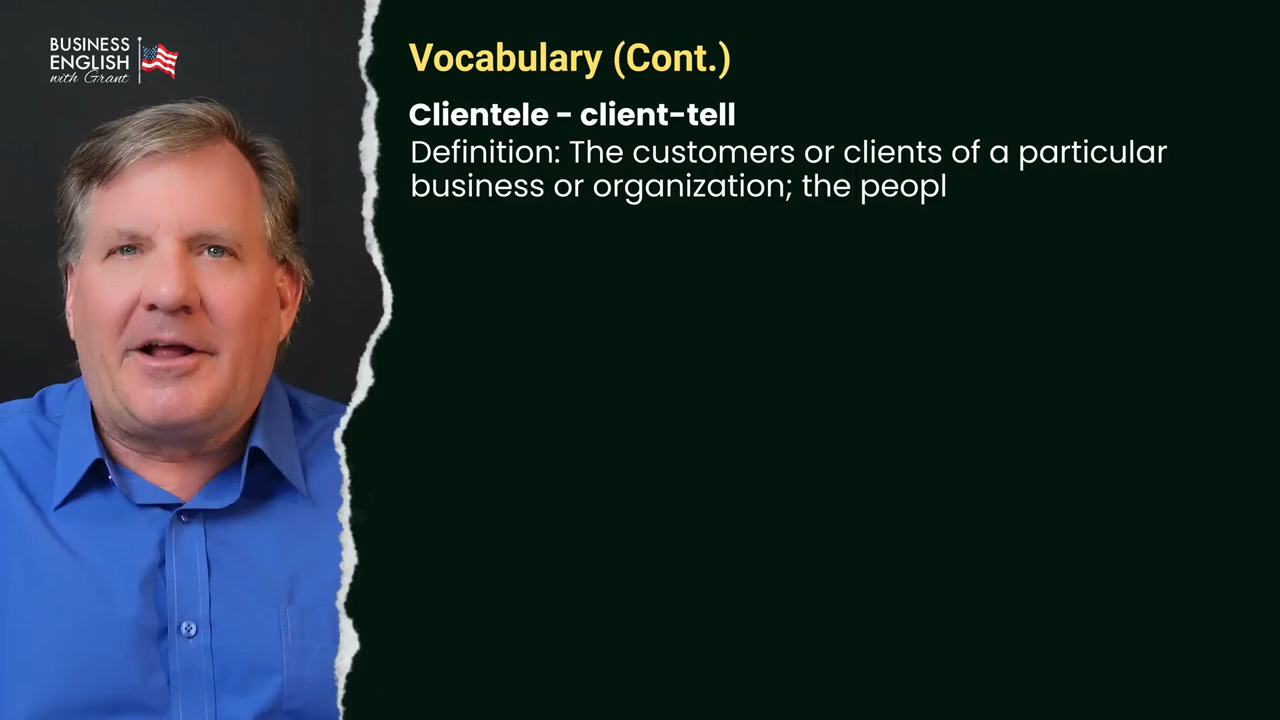 BUSINESS
ENGLISH
with Grant
Vocabulary (Cont.)
Clientele - client-tell
Definition: The customers or clients of a particular
business or organization; the peopl